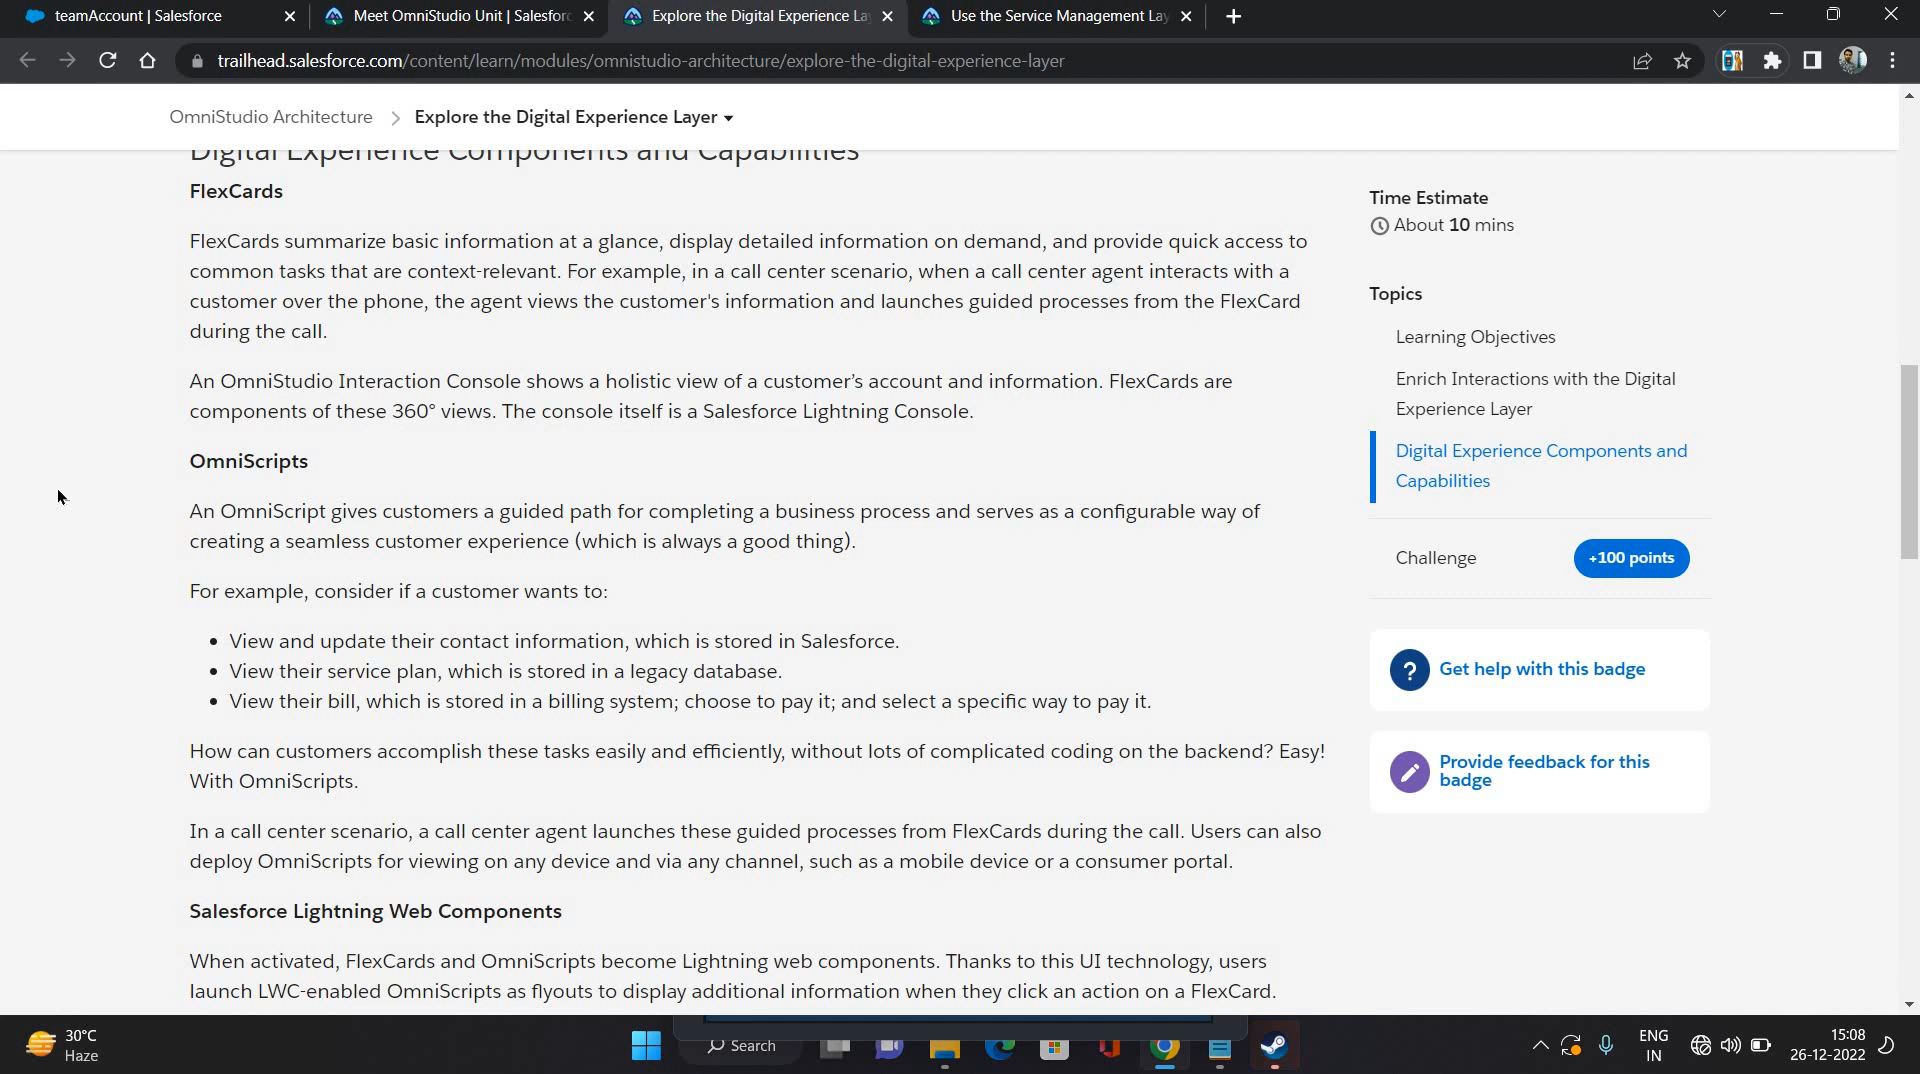 teamAccount | Salesforce
Meet OmniStudio Unit | Salesforc
Explore the Digital Experience La
Use the Service Management Lay
trailhead.salesforce.com/content/learn/modules/omnistudio-architecture/explore-the-digital-experience-layer
OmniStudio Architecture
Explore the Digital Experience Layer
Digital Experience Components and Capabilities
FlexCards
FlexCards summarize basic information at a glance, display detailed information on demand, and provide quick access to
common tasks that are context-relevant. For example, in a call center scenario, when a call center agent interacts with a
customer over the phone, the agent views the customer's information and launches guided processes from the FlexCard
during the call.
An OmniStudio Interaction Console shows a holistic view of a customer’s account and information. FlexCards are
components of these 360° views. The console itself is a Salesforce Lightning Console.
OmniScripts
An OmniScript gives customers a guided path for completing a business process and serves as a configurable way of
creating a seamless customer experience (which is always a good thing).
For example, consider if a customer wants to:
• View and update their contact information, which is stored in Salesforce.
• View their service plan, which is stored in a legacy database.
• View their bill, which is stored in a billing system; choose to pay it; and select a specific way to pay it.
How can customers accomplish these tasks easily and efficiently, without lots of complicated coding on the backend? Easy!
With OmniScripts.
In a call center scenario, a call center agent launches these guided processes from FlexCards during the call. Users can also
deploy OmniScripts for viewing on any device and via any channel, such as a mobile device or a consumer portal.
Salesforce Lightning Web Components
When activated, FlexCards and OmniScripts become Lightning web components. Thanks to this UI technology, users
launch LWC-enabled OmniScripts as flyouts to display additional information when they click an action on a FlexCard.
Time Estimate
About 10 mins
Topics
Learning Objectives
Enrich Interactions with the Digital
Experience Layer
Digital Experience Components and
Capabilities
Challenge
+100 points
Get help with this badge
Provide feedback for this
badge
30°C
Haze
Search
ENG
IN
15:08
26-12-2022